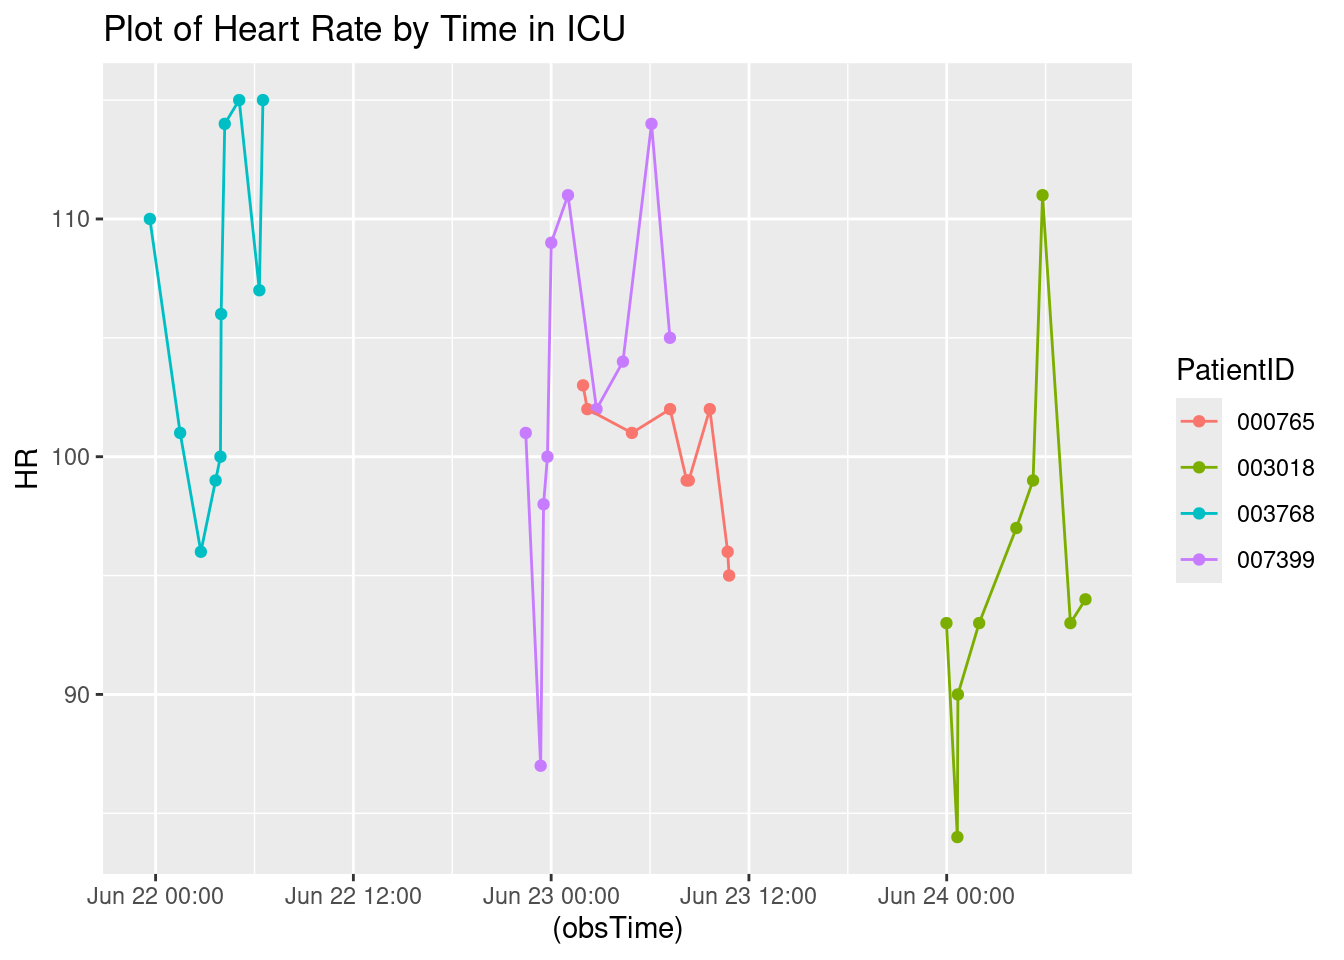 Plot of Heart Rate by Time in ICU
110
100
90
HR
Jun 22 00:00
Jun 22 12:00
Jun 23 00:00
Jun 23 12:00
Jun 24 00:00
(obsTime)
PatientID
000765
003018
003768
007399